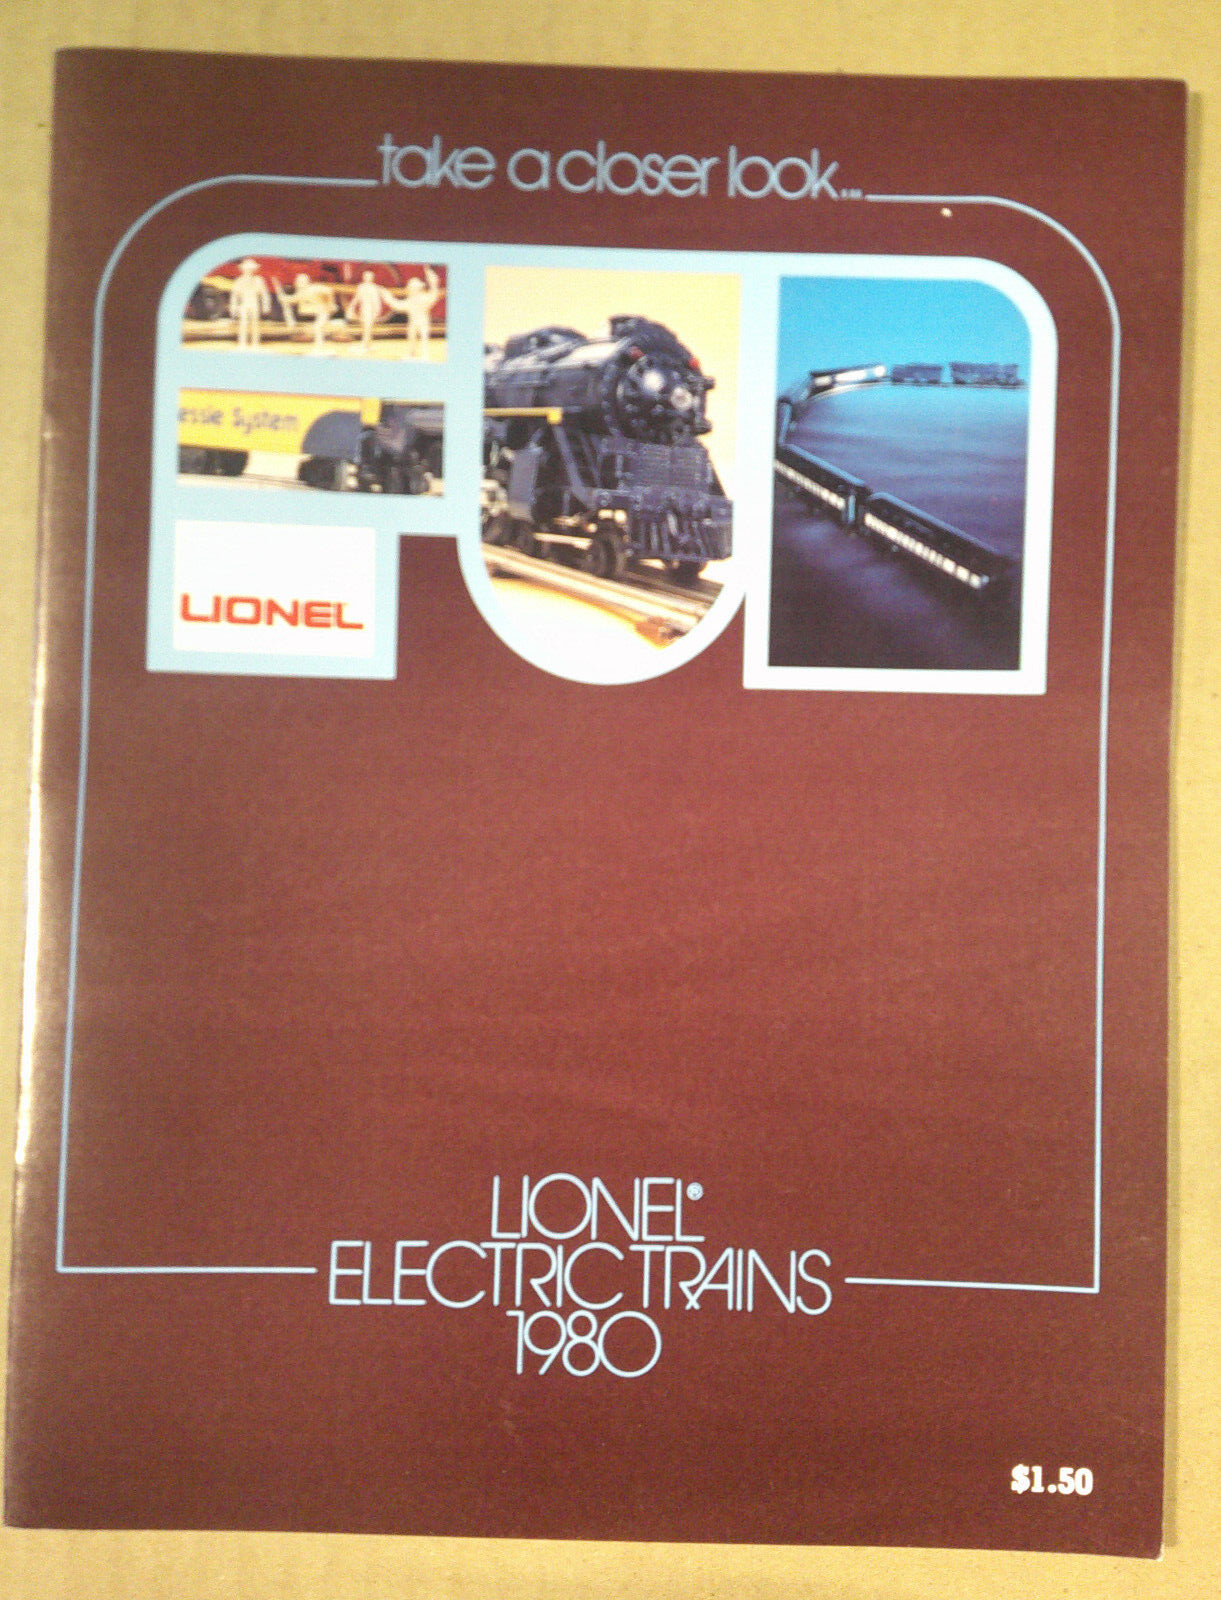 take a closer look...
essie System
LIONEL
LIONEL®
ELECTRIC TRAINS
1980
$1.50